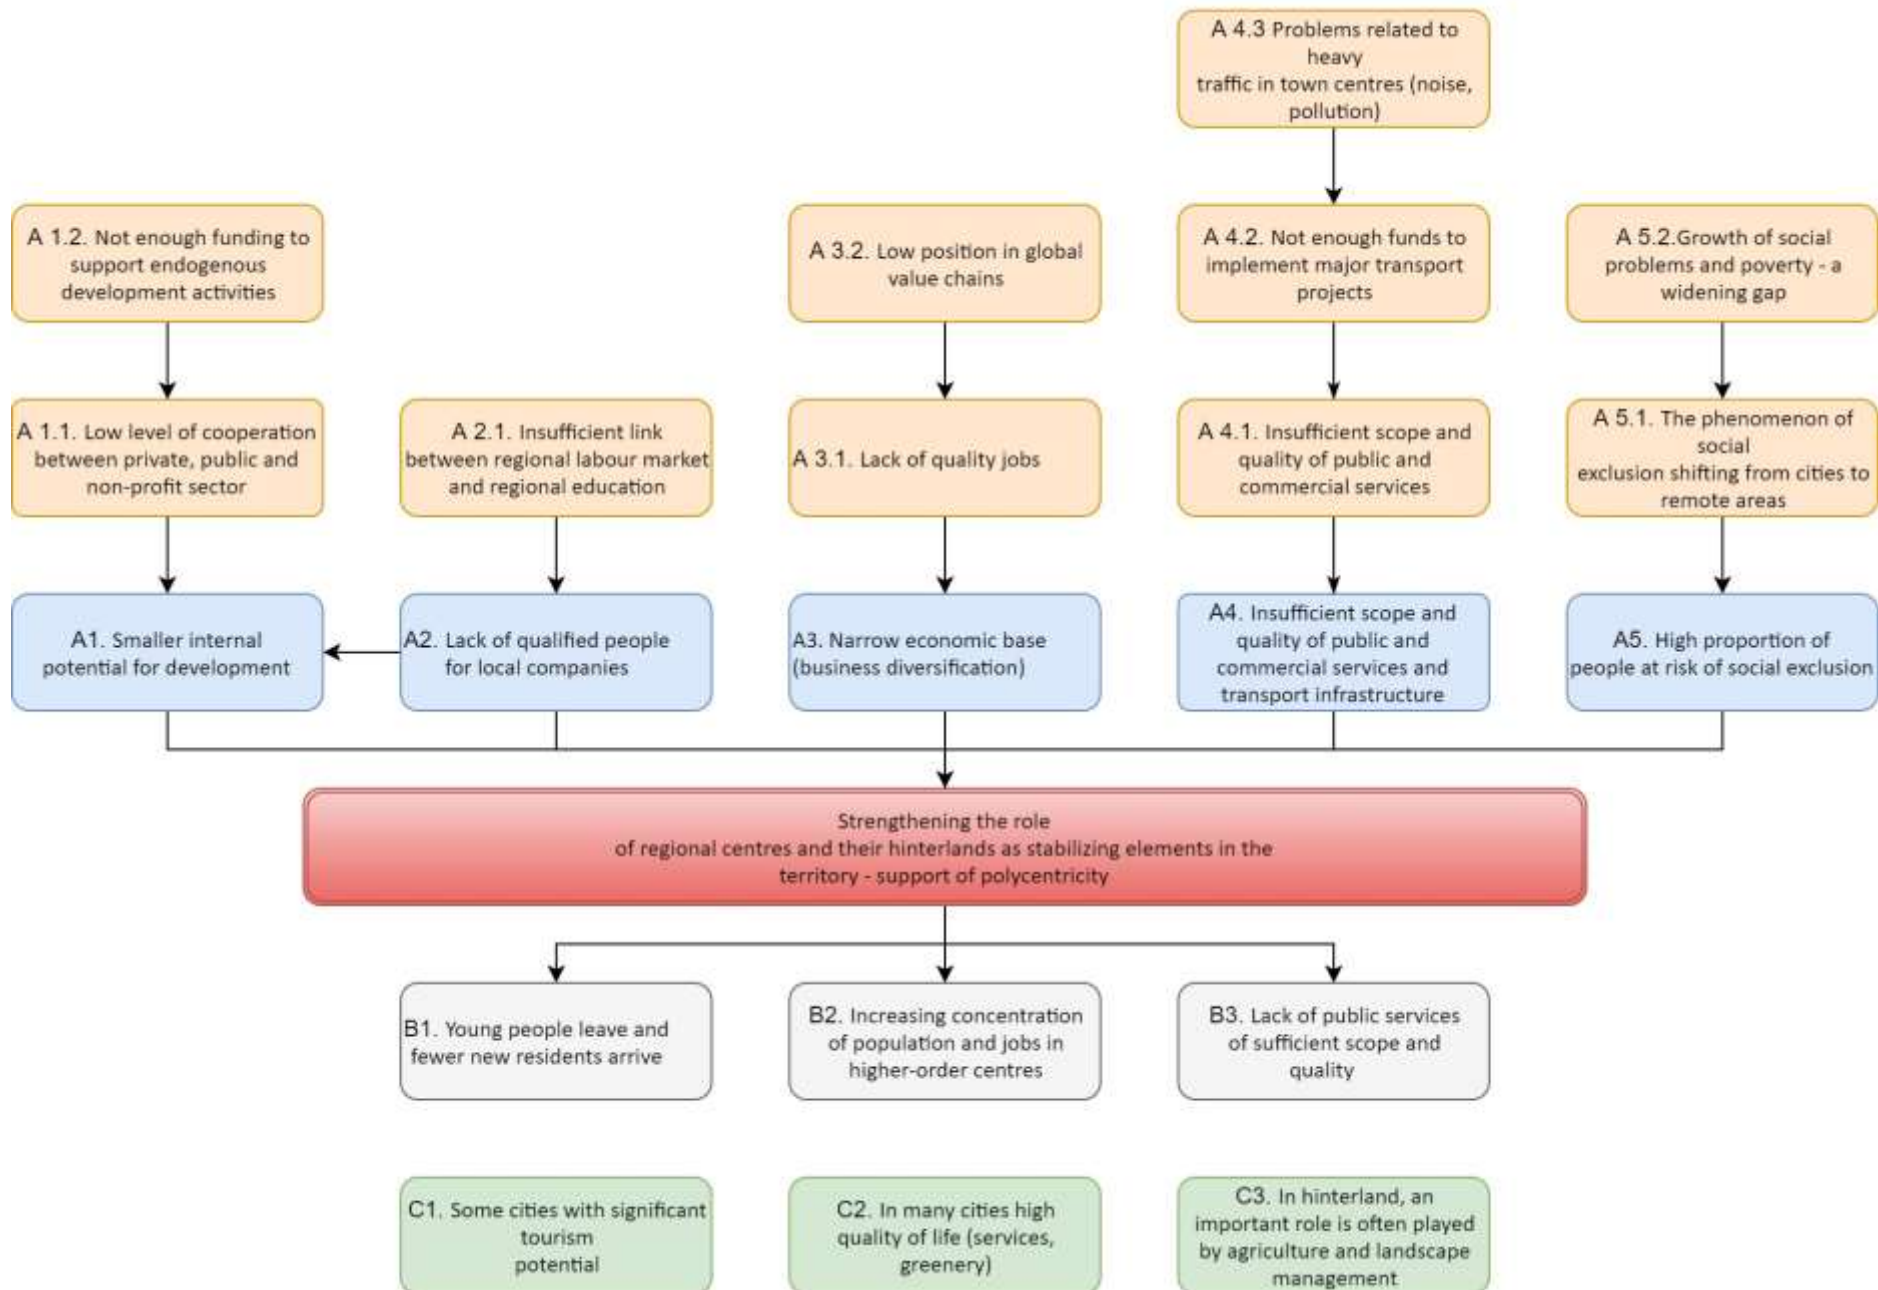 A 4.3 Problems related to
heavy
traffic in town centres (noise,
pollution)
A 1.2. Not enough funding to
support endogenous
development activities
A 3.2. Low position in global
value chains
A 4.2. Not enough funds to
implement major transport
projects
A 5.2.Growth of social
problems and poverty - a
widening gap
A 1.1. Low level of cooperation
between private, public and
non-profit sector
A 2.1. Insufficient link
between regional labour market
and regional education
A 3.1. Lack of quality jobs
A 4.1. Insufficient scope and
quality of public and
commercial services
A 5.1. The phenomenon of
social
exclusion shifting from cities to
remote areas
A1. Smaller internal
potential for development
A2. Lack of qualified people
for local companies
A3. Narrow economic base
(business diversification)
A4. Insufficient scope and
quality of public and
commercial services and
transport infrastructure
A5. High proportion of
people at risk of social exclusion
Strengthening the role
of regional centres and their hinterlands as stabilizing elements in the
territory - support of polycentricity
B1. Young people leave and
fewer new residents arrive
B2. Increasing concentration
of population and jobs in
higher-order centres
B3. Lack of public services
of sufficient scope and
quality
C1. Some cities with significant
tourism
potential
C2. In many cities high
quality of life (services,
greenery)
C3. In hinterland, an
important role is often played
by agriculture and landscape
management